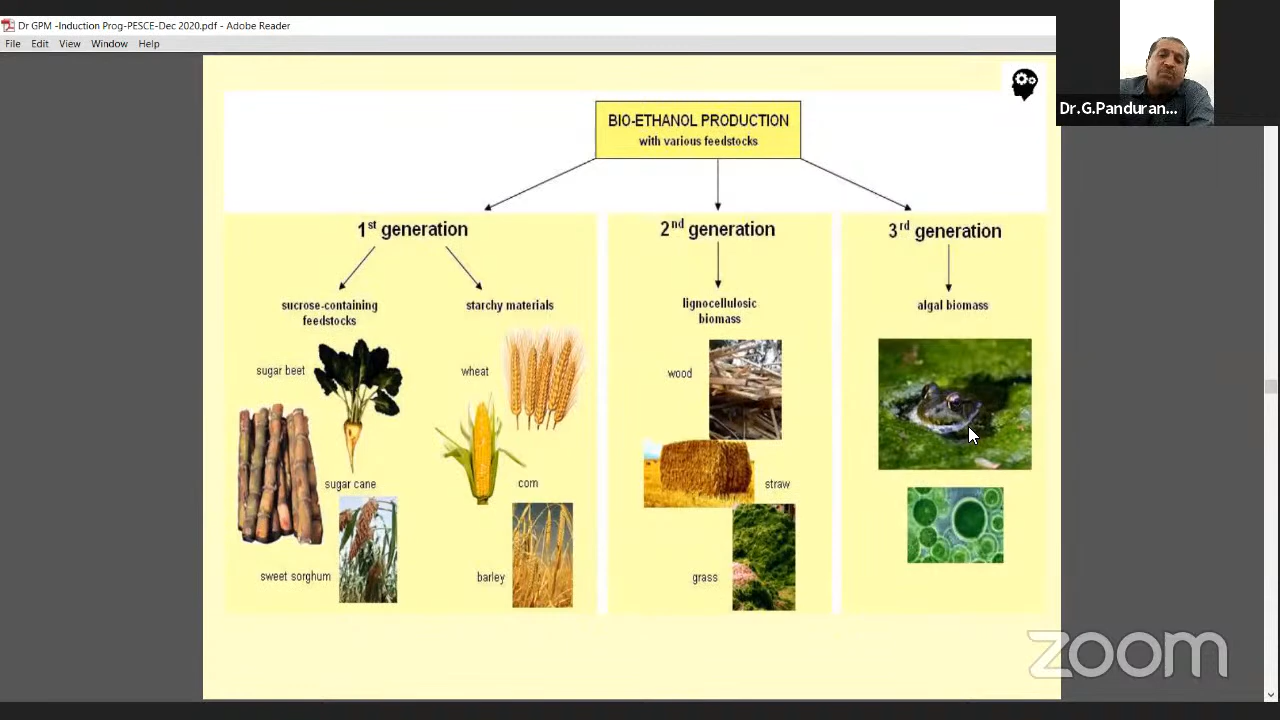 Dr GPM -Induction Prog-PESCE-Dec 2020.pdf - Adobe Reader
File Edit View Window Help
Dr.G.Panduran...
BIO-ETHANOL PRODUCTION
with various feedstocks
1st generation
2nd generation
3rd generation
sucrose-containing
feedstocks
starchy materials
lignocellulosic
biomass
algal biomass
sugar beet
wheat
wood
sugar cane
corn
straw
sweet sorghum
barley
grass
zoom